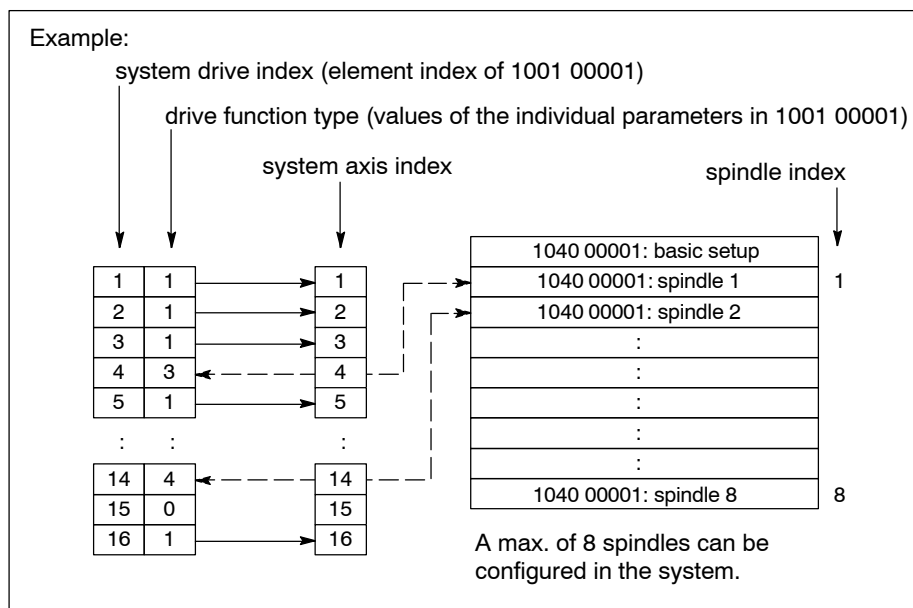 Example:
system drive index (element index of 1001 00001)
drive function type (values of the individual parameters in 1001 00001)
system axis index
spindle index
1040 00001: basic setup
1 1 1 1040 00001: spindle 1 1
2 1 2 1040 00001: spindle 2
3 1 3 :
4 3 4 :
5 1 5 :
: : : :
:
14 4 14 1040 00001: spindle 8 8
15 0 15
16 1 16
A max. of 8 spindles can be
configured in the system.